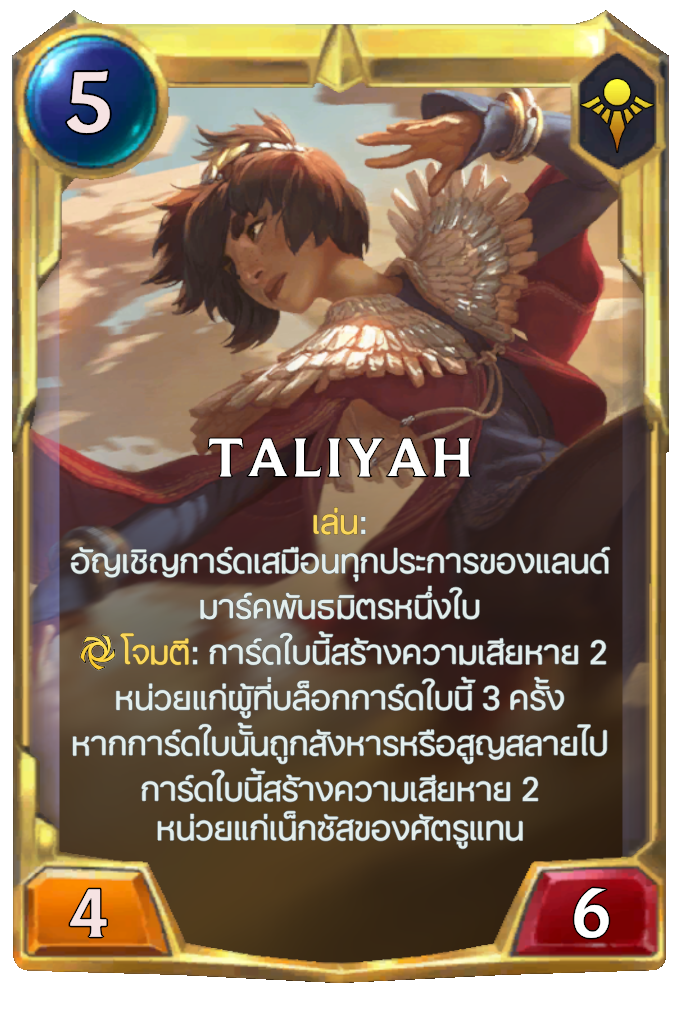 5
TALIYAH
เล่น:
อัญเชิญการ์ดเสมือนทุกประการของแลนด์
มาร์คพันธมิตรหนึ่งใบ
โจมตี: การ์ดใบนี้สร้างความเสียหาย 2
หน่วยแก่ผู้ที่บล็อกการ์ดใบนี้ 3 ครั้ง
หากการ์ดใบนั้นถูกสังหารหรือสูญสลายไป
การ์ดใบนี้สร้างความเสียหาย 2
หน่วยแก่เน็กซัสของศัตรูแทน
4
6